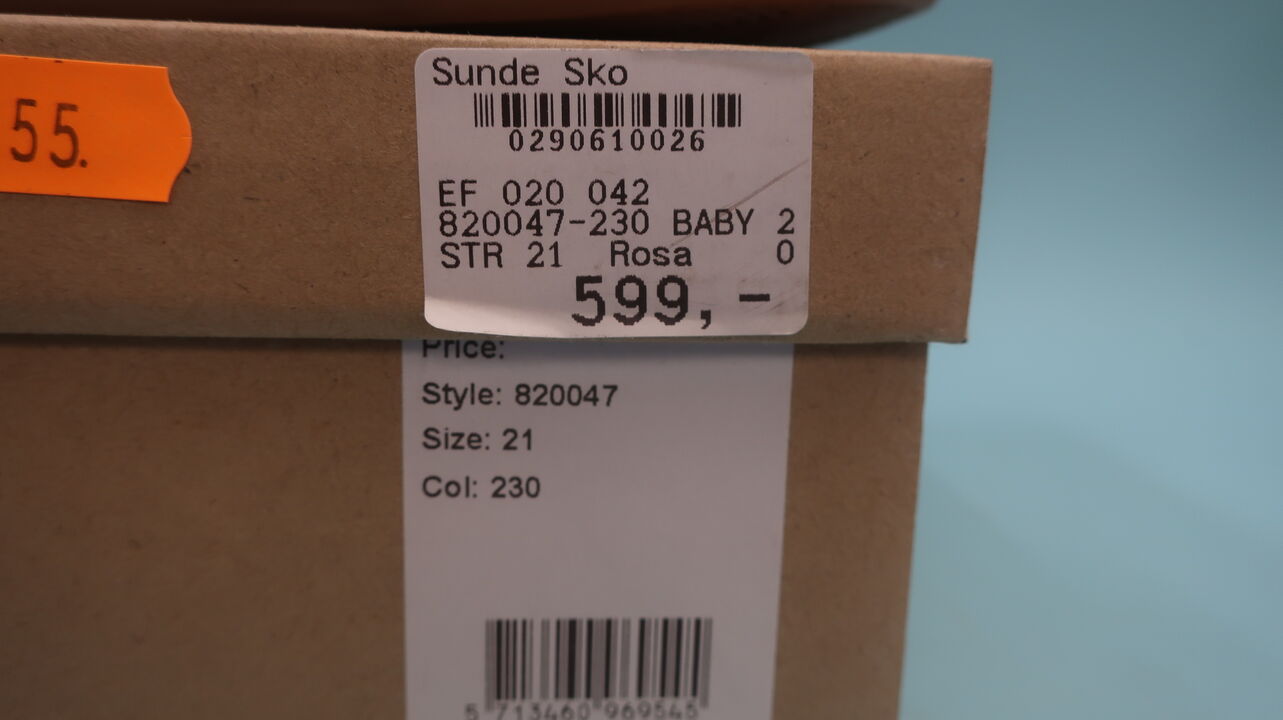 55.
Sunde Sko
0290610026
EF 020 042
820047-230 BABY 2
STR 21 Rosa 0
599,-
Price:
Style: 820047
Size: 21
Col: 230
5 713460 969545